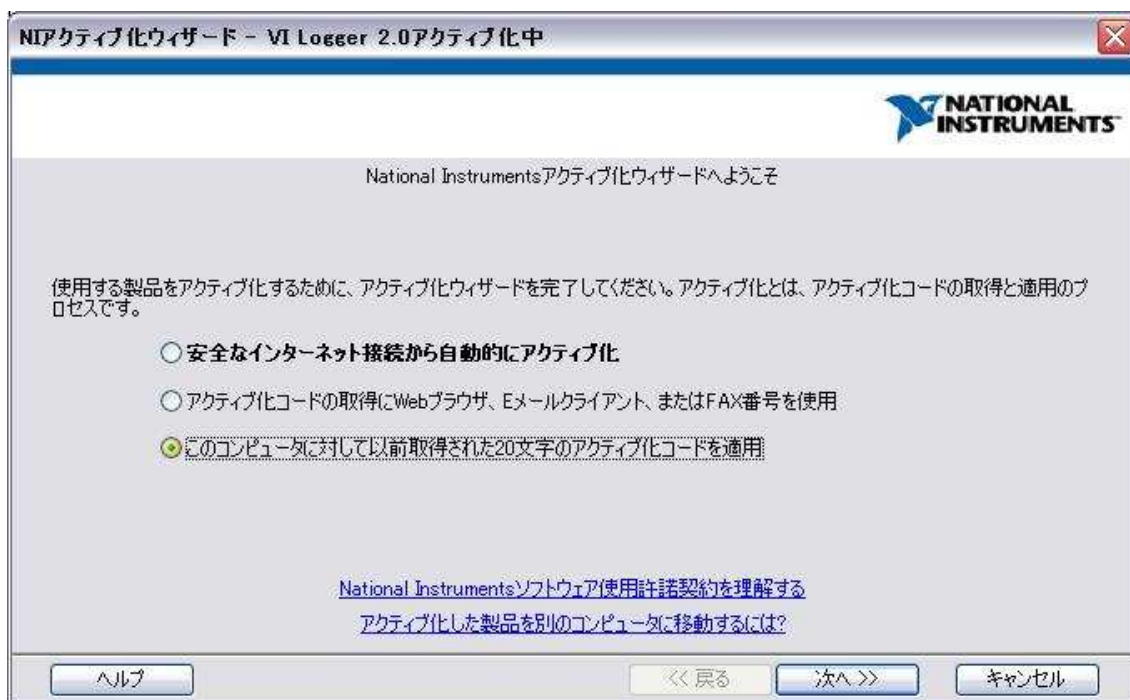 NIアクティブ化ウィザード - VI Logger 2.0アクティブ化中
NATIONAL
INSTRUMENTS
National Instrumentsアクティブ化ウィザードへようこそ
使用する製品をアクティブ化するために、アクティブ化ウィザードを完了してください。アクティブ化とは、アクティブ化コードの取得と適用のプ
ロセスです。
安全なインターネット接続から自動的にアクティブ化
アクティブ化コードの取得にWebブラウザ、Eメールクライアント、またはFAX番号を使用
このコンピュータに対して以前取得された20文字のアクティブ化コードを適用
National Instrumentsソフトウェア使用許諾契約を理解する
アクティブ化した製品を別のコンピュータに移動するには?
ヘルプ
<< 戻る
次へ >>
キャンセル